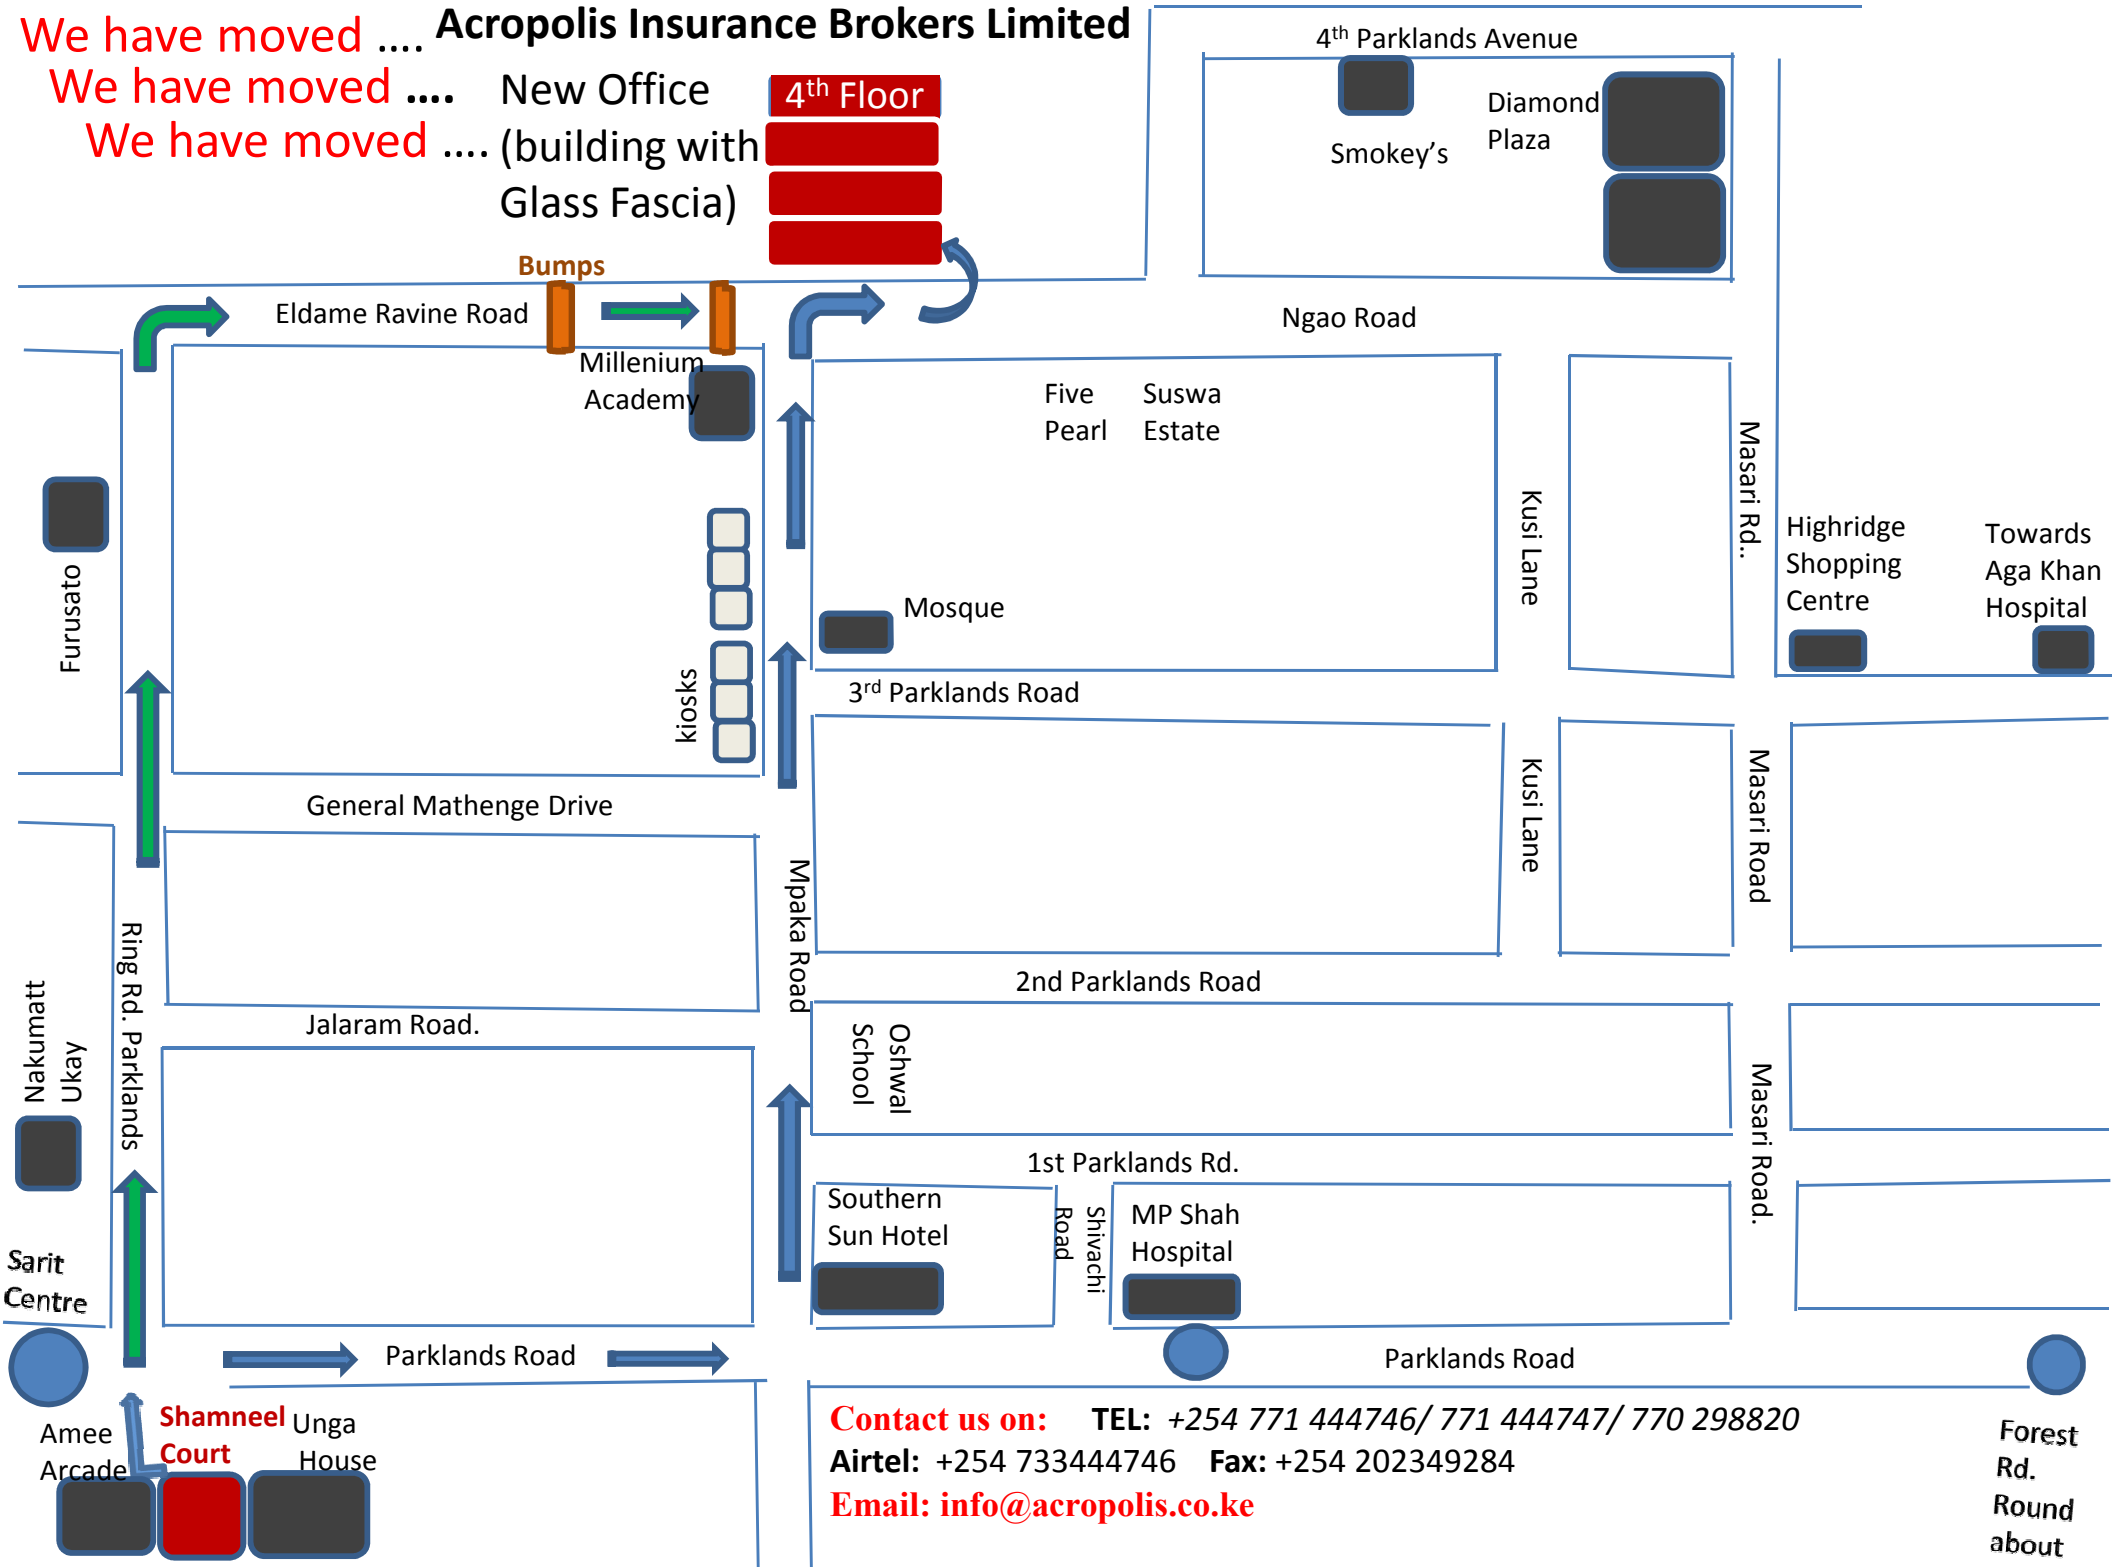 We have moved ....
Acropolis Insurance Brokers Limited
We have moved ....
We have moved ....
New Office
(building with
Glass Fascia)
4th Floor
4th Parklands Avenue
Smokey's
Diamond
Plaza
Bumps
Eldame Ravine Road
Ngao Road
Millenium
Academy
Five
Pearl
Suswa
Estate
Furusato
kiosks
Mosque
Kusi Lane
Masari Rd..
Highridge
Shopping
Centre
Towards
Aga Khan
Hospital
3rd Parklands Road
General Mathenge Drive
Mpaka Road
Kusi Lane
Masari Road
Ring Rd. Parklands
2nd Parklands Road
Jalaram Road.
Nakumatt
Ukay
Oshwal
School
Masari Road.
1st Parklands Rd.
Southern
Sun Hotel
Shivachi
Road
MP Shah
Hospital
Sarit
Centre
Parklands Road
Parklands Road
Amee
Arcade
Shamneel
Court
Unga
House
Contact us on: TEL: +254 771 444746/ 771 444747/ 770 298820
Airtel: +254 733444746 Fax: +254 202349284
Email: info@acropolis.co.ke
Forest
Rd.
Round
about